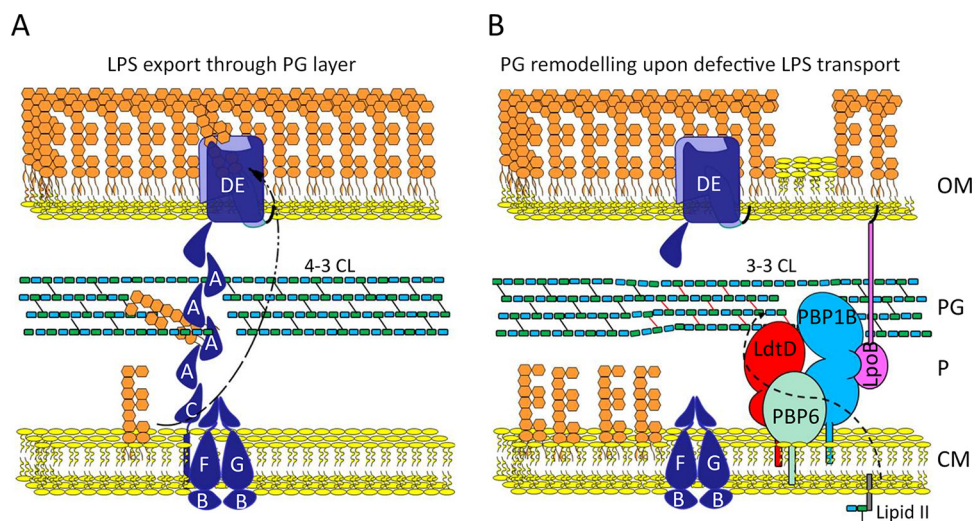 A
B
LPS export through PG layer
PG remodelling upon defective LPS transport
DE
DE
OM
4-3 CL
3-3 CL
A
A
A
A
C
F
G
B
B
PG
PBP1B
LdtD
LpoB
P
PBP6
F
G
B
B
CM
Lipid II